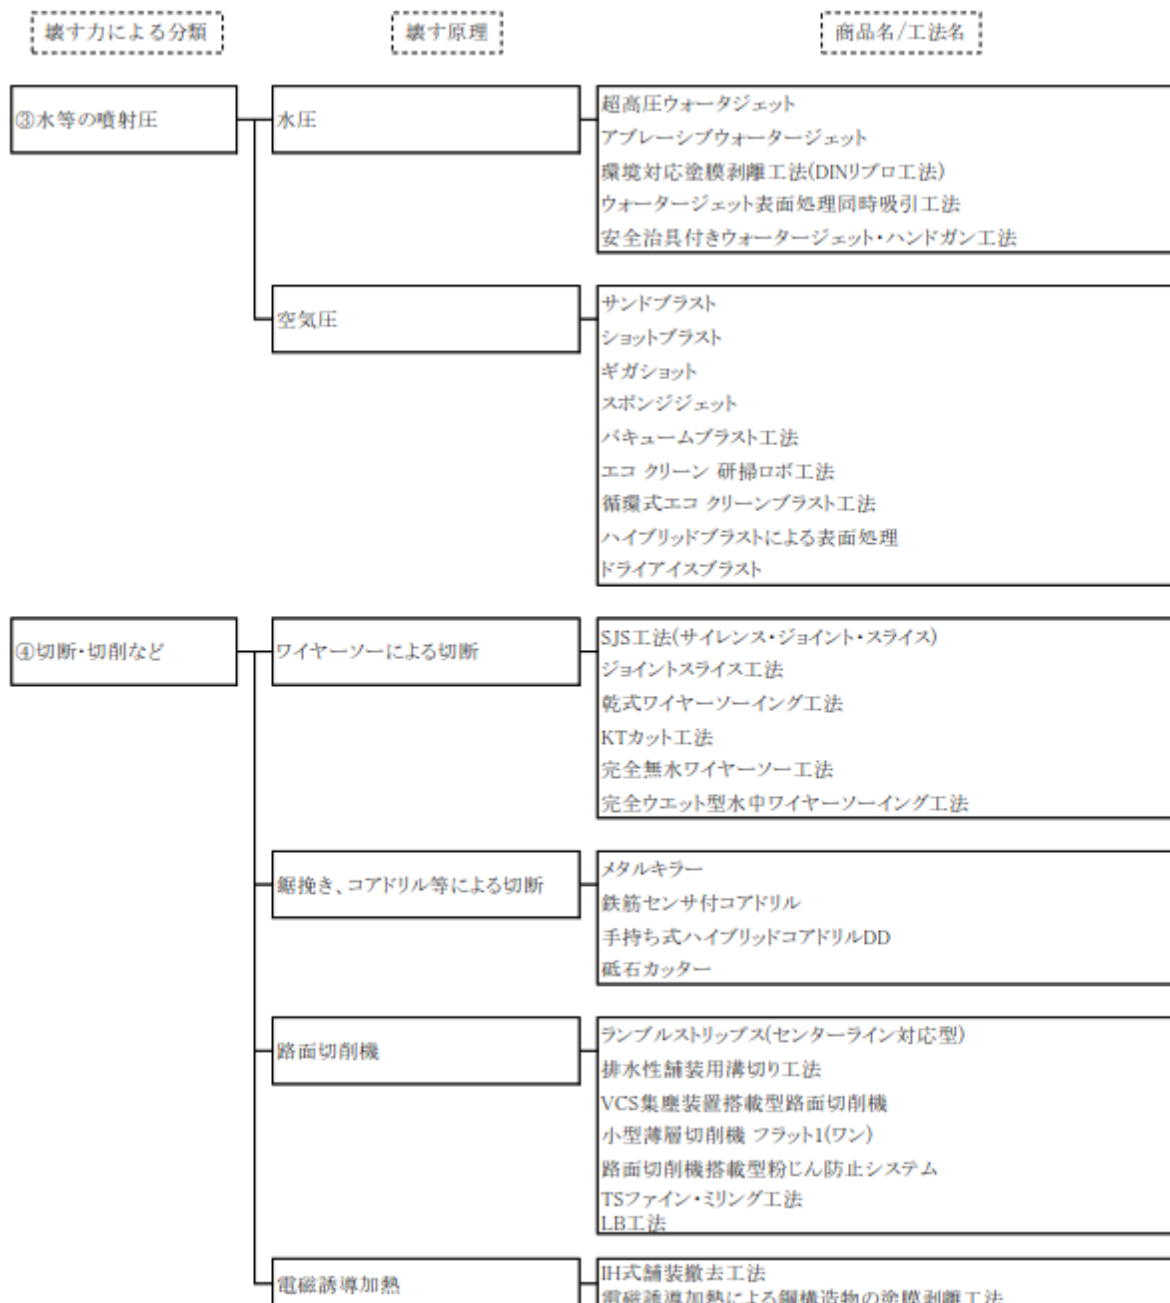 壊す力による分類
壊す原理
商品名/工法名
③水等の噴射圧
水圧
超高圧ウォータジェット
アブレーシブウォータージェット
環境対応塗膜剥離工法(DINリブロ工法)
ウォータージェット表面処理同時吸引工法
安全治具付きウォータージェット・ハンドガン工法
空気圧
サンドブラスト
ショットブラスト
ギガショット
スポンジジェット
バキュームブラスト工法
エコ クリーン 研掃ロボ工法
循環式エコ クリーンブラスト工法
ハイブリッドブラストによる表面処理
ドライアイスブラスト
④切断・切削など
ワイヤーソーによる切断
SJS工法(サイレンス・ジョイント・スライス)
ジョイントスライス工法
乾式ワイヤーソーイング工法
KTカット工法
完全無水ワイヤーソー工法
完全ウエット型水中ワイヤーソーイング工法
鋸挽き、コアドリル等による切断
メタルキラー
鉄筋センサ付コアドリル
手持ち式ハイブリッドコアドリルDD
砥石カッター
路面切削機
ランブルストリップス(センターライン対応型)
排水性舗装用溝切り工法
VCS集塵装置搭載型路面切削機
小型薄層切削機 フラット1(ワン)
路面切削機搭載型粉じん防止システム
TSファイン・ミリング工法
LB工法
電磁誘導加熱
IH式舗装撤去工法
電磁誘導加熱による鋼構造物の塗膜剥離工法